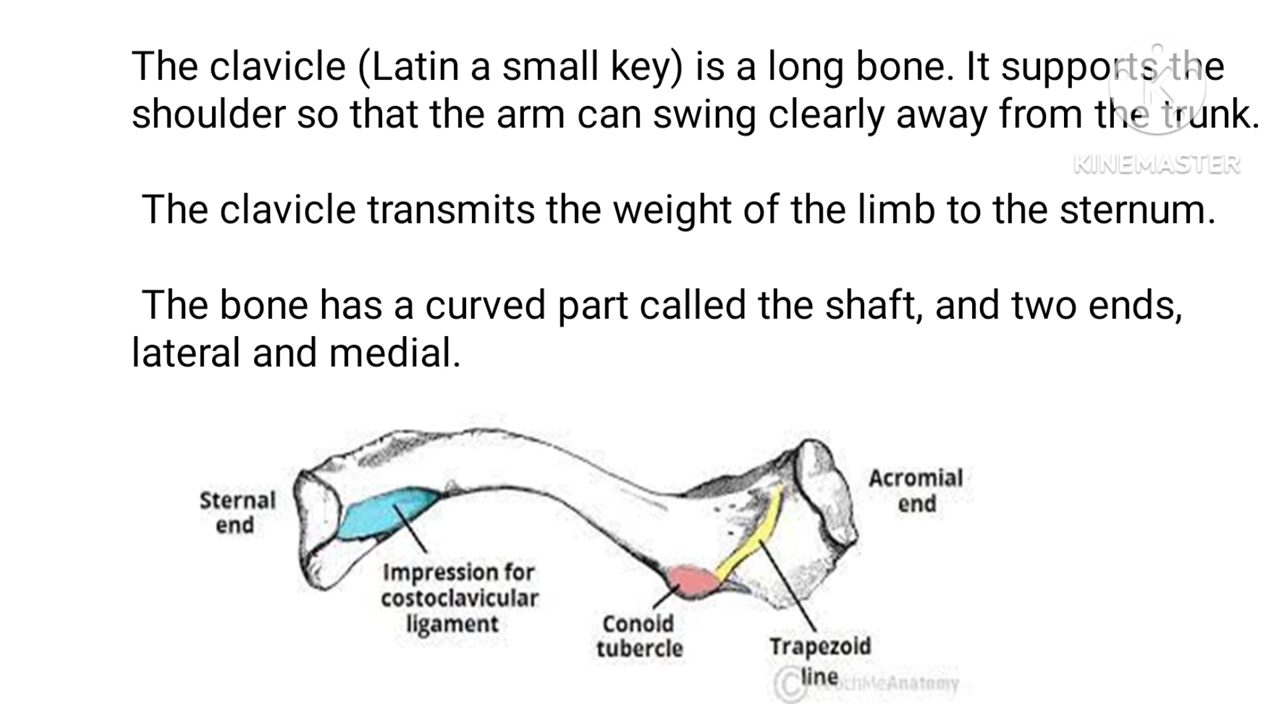 The clavicle (Latin a small key) is a long bone. It supports the
shoulder so that the arm can swing clearly away from the trunk.
KINEMASTER
The clavicle transmits the weight of the limb to the sternum.
The bone has a curved part called the shaft, and two ends,
lateral and medial.
Sternal
end
Acromial
end
Impression for
costoclavicular
ligament
Conoid
tubercle
Trapezoid
line
MeAnatomy